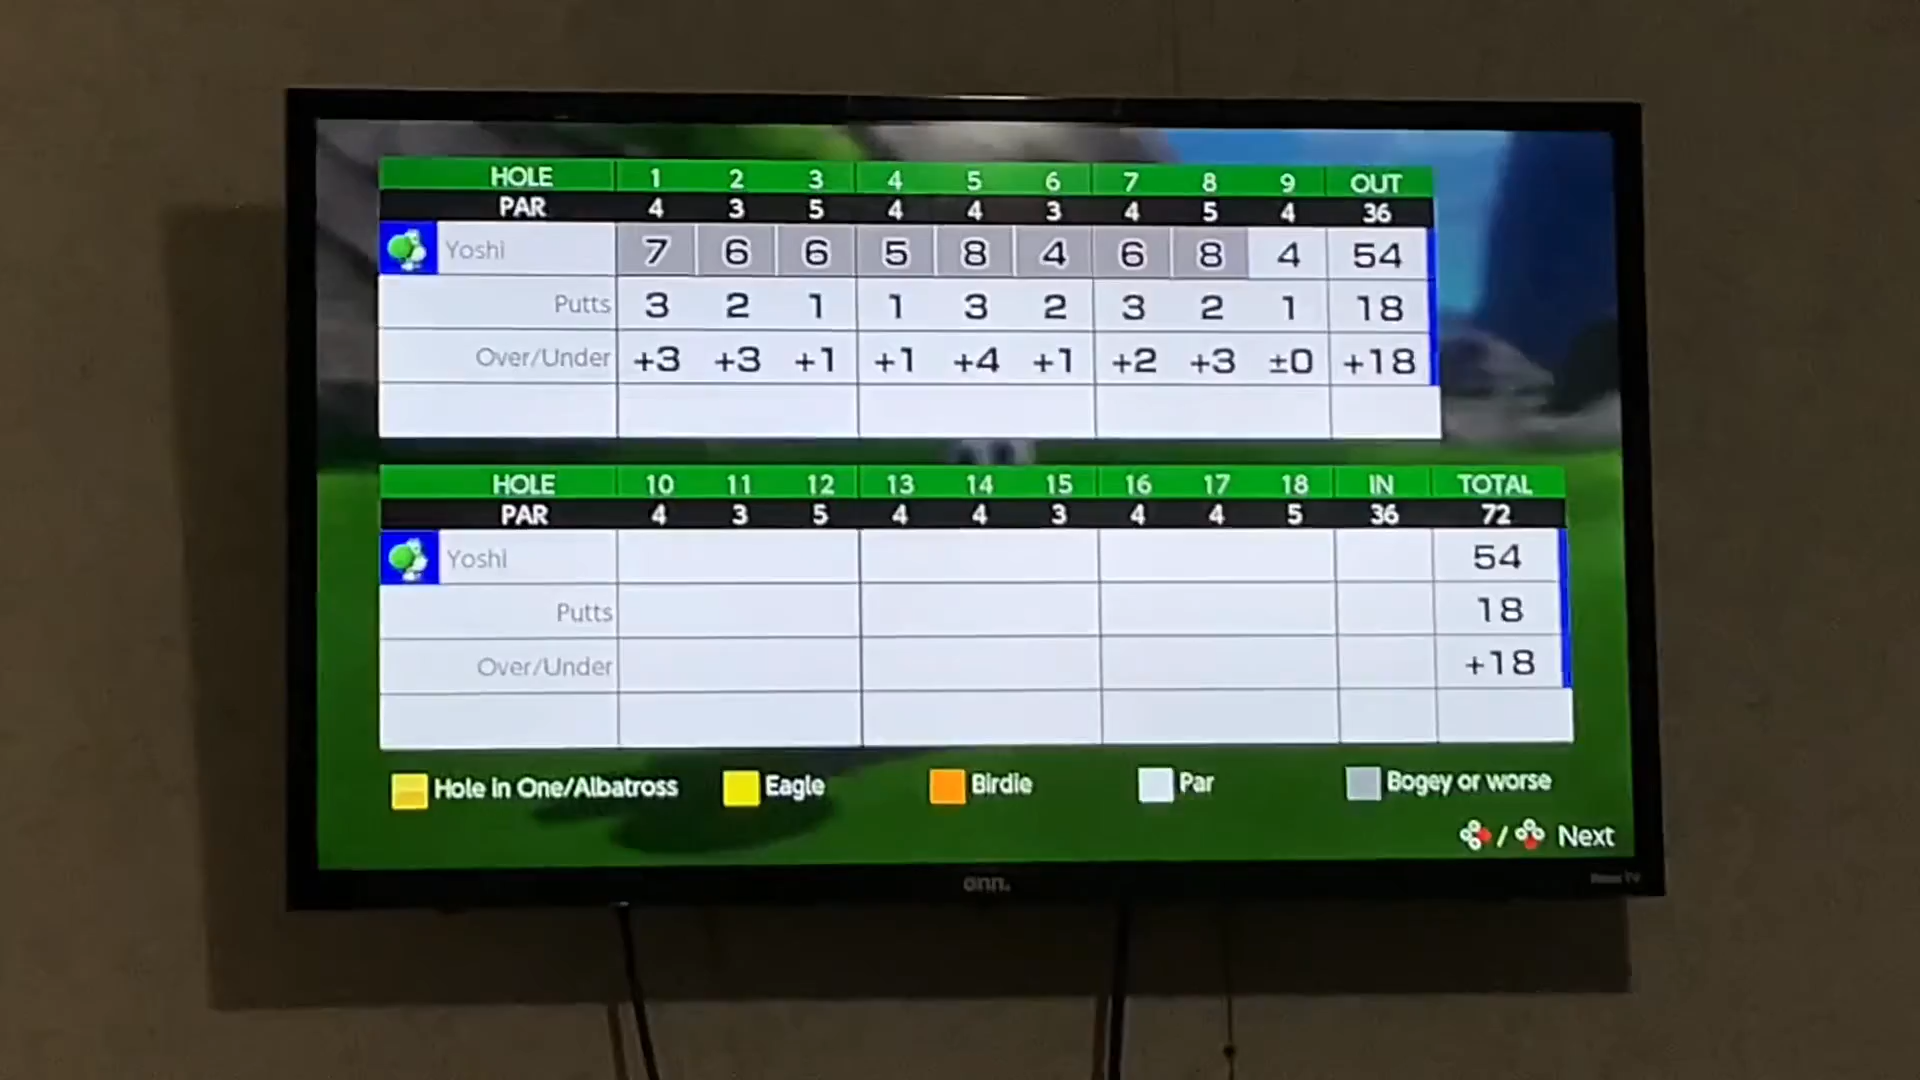 HOLE 1 2 3 4 5 6 7 8 9 OUT
PAR 4 3 5 4 4 3 4 5 4 36
Yoshi 7 6 6 5 8 4 6 8 4 54
Putts 3 2 1 1 3 2 3 2 1 18
Over/Under +3 +3 +1 +1 +4 +1 +2 +3 ±0 +18
HOLE 10 11 12 13 14 15 16 17 18 IN TOTAL
PAR 4 3 5 4 4 3 4 4 5 36 72
Yoshi 54
Putts 18
Over/Under +18
Hole in One/Albatross Eagle Birdie Par Bogey or worse
/ Next
onn.
Roku TV